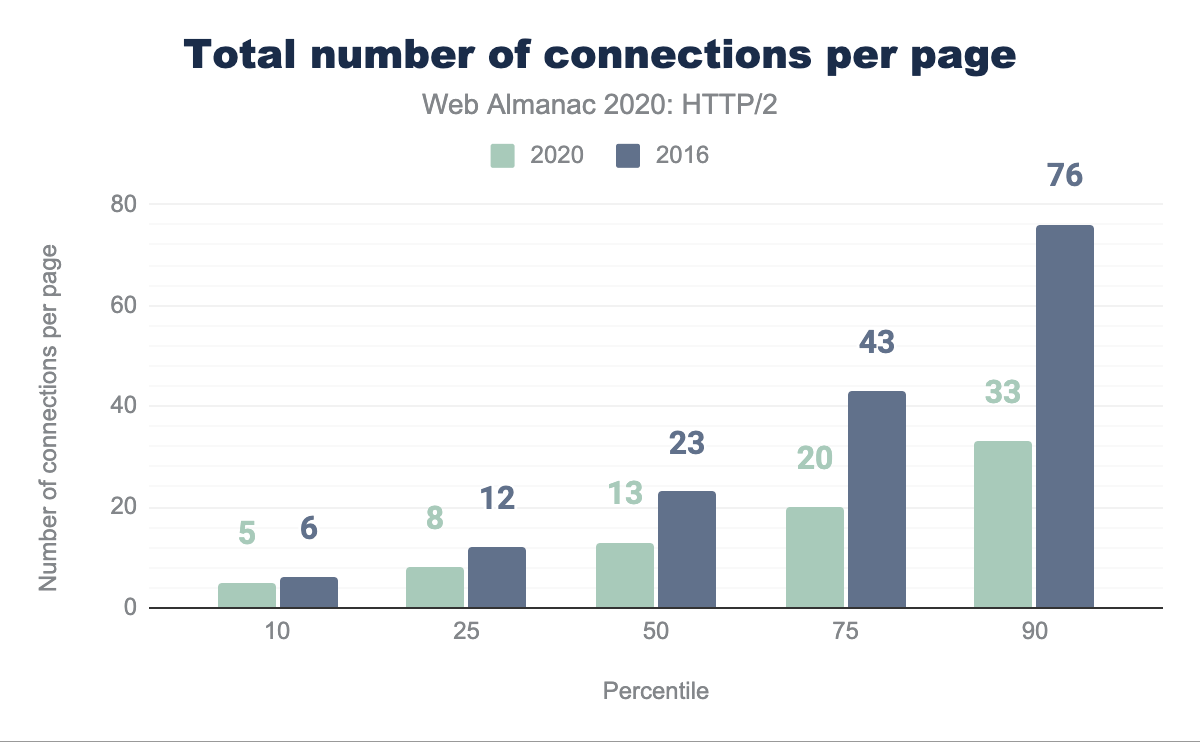 Total number of connections per page
Web Almanac 2020: HTTP/2
2020 2016
Number of connections per page
80
60
40
20
0
5 6
8 12
13 23
20 43
33 76
10 25 50 75 90
Percentile